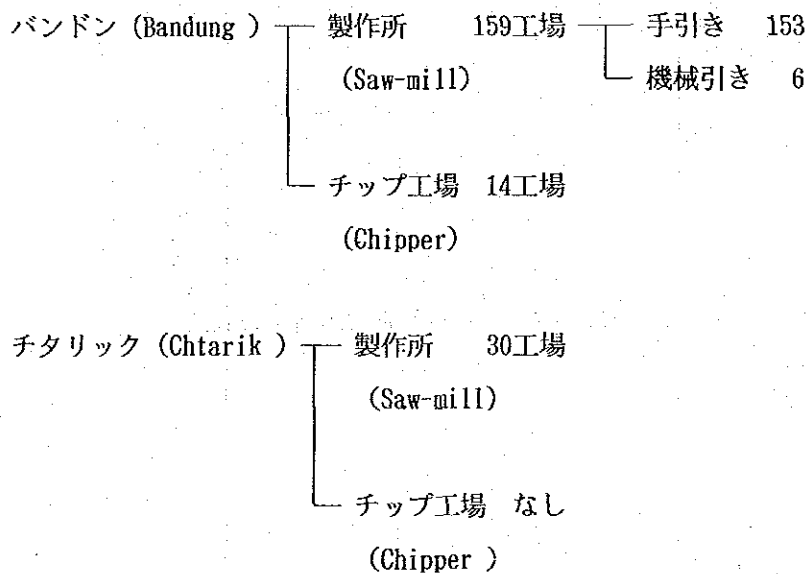 バンドン (Bandung ) 製作所 159工場 手引き 153
(Saw-mill) 機械引き 6
チップ工場 14工場
(Chipper)
チタリック (Chtarik ) 製作所 30工場
(Saw-mill)
チップ工場 なし
(Chipper )